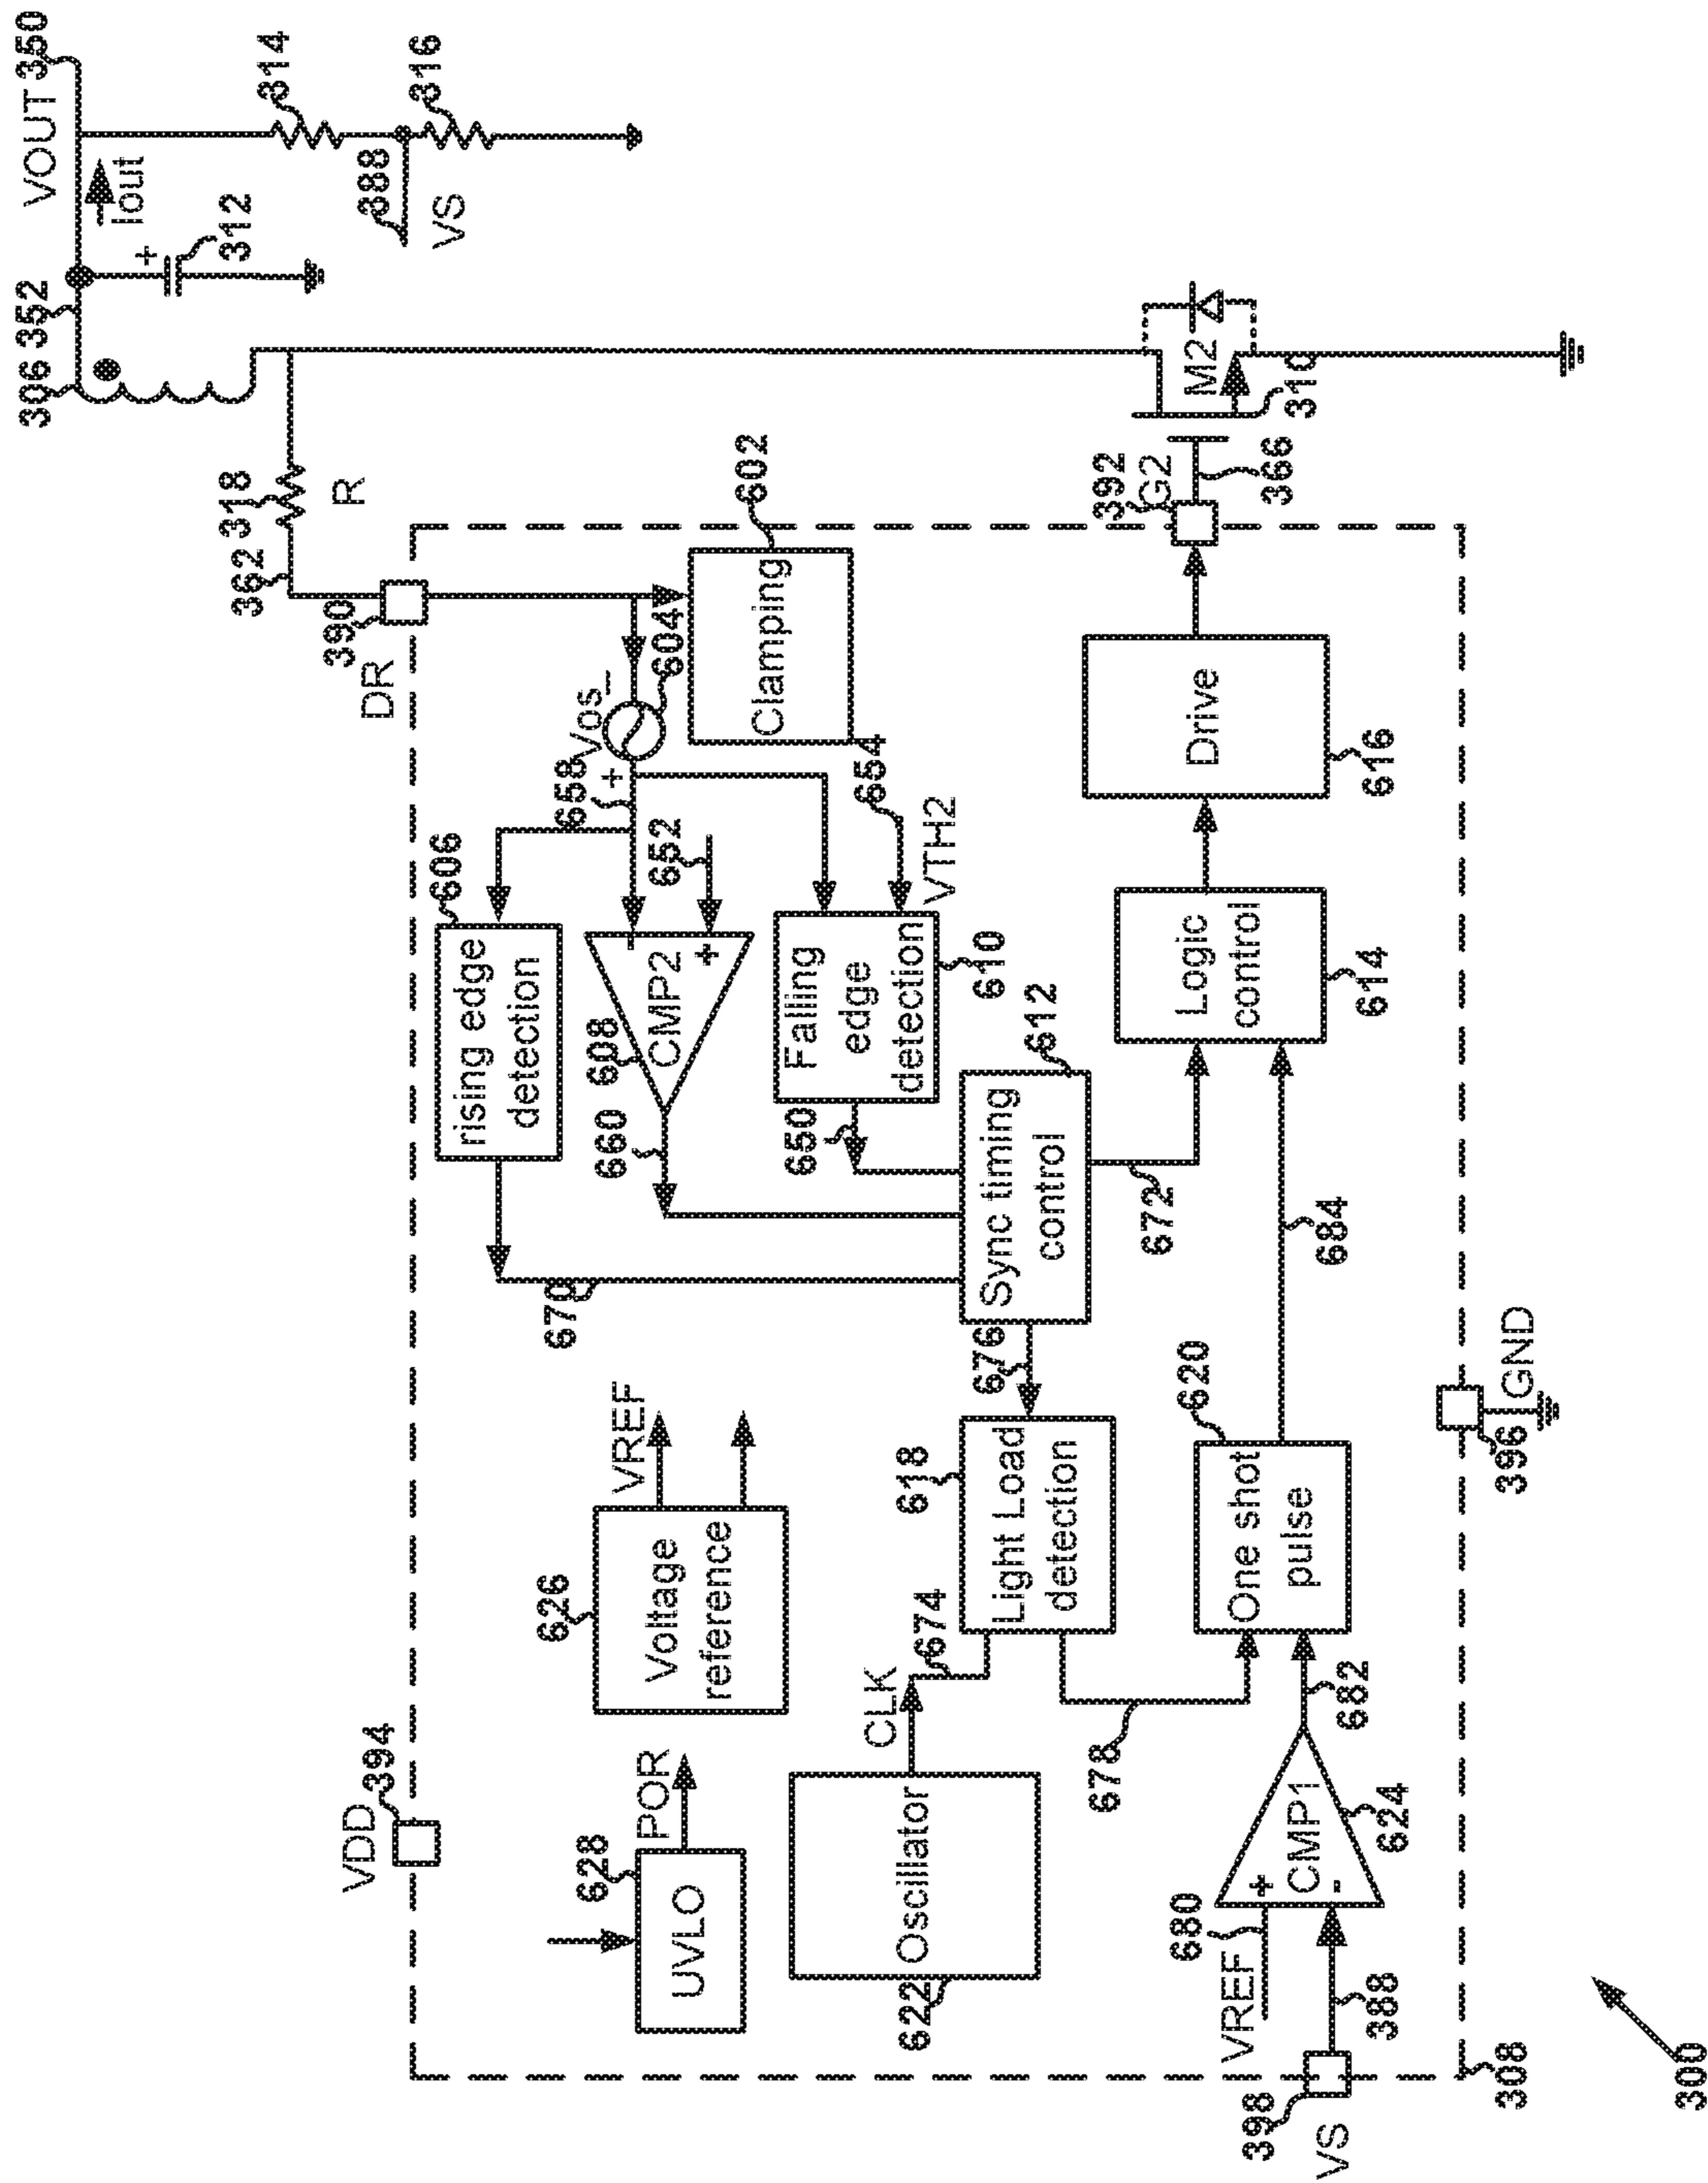 306
352
VOUT
350
Iout
+
312
314
388
VS
316
362
318
R
390
DR
VDD
394
628
UVLO
POR
626
Voltage
reference
VREF
606
rising edge
detection
658
Vos
+
_
604
602
Clamping
608
CMP2
-
+
652
660
670
654
VTH2
Falling
edge
detection
610
650
622
Oscillator
CLK
674
618
Light Load
detection
676
612
Sync timing
control
672
678
680
VREF
388
398
VS
+
-
CMP1
624
682
620
One shot
pulse
684
Logic
control
614
Drive
616
392
G2
366
M2
310
396
GND
308
300